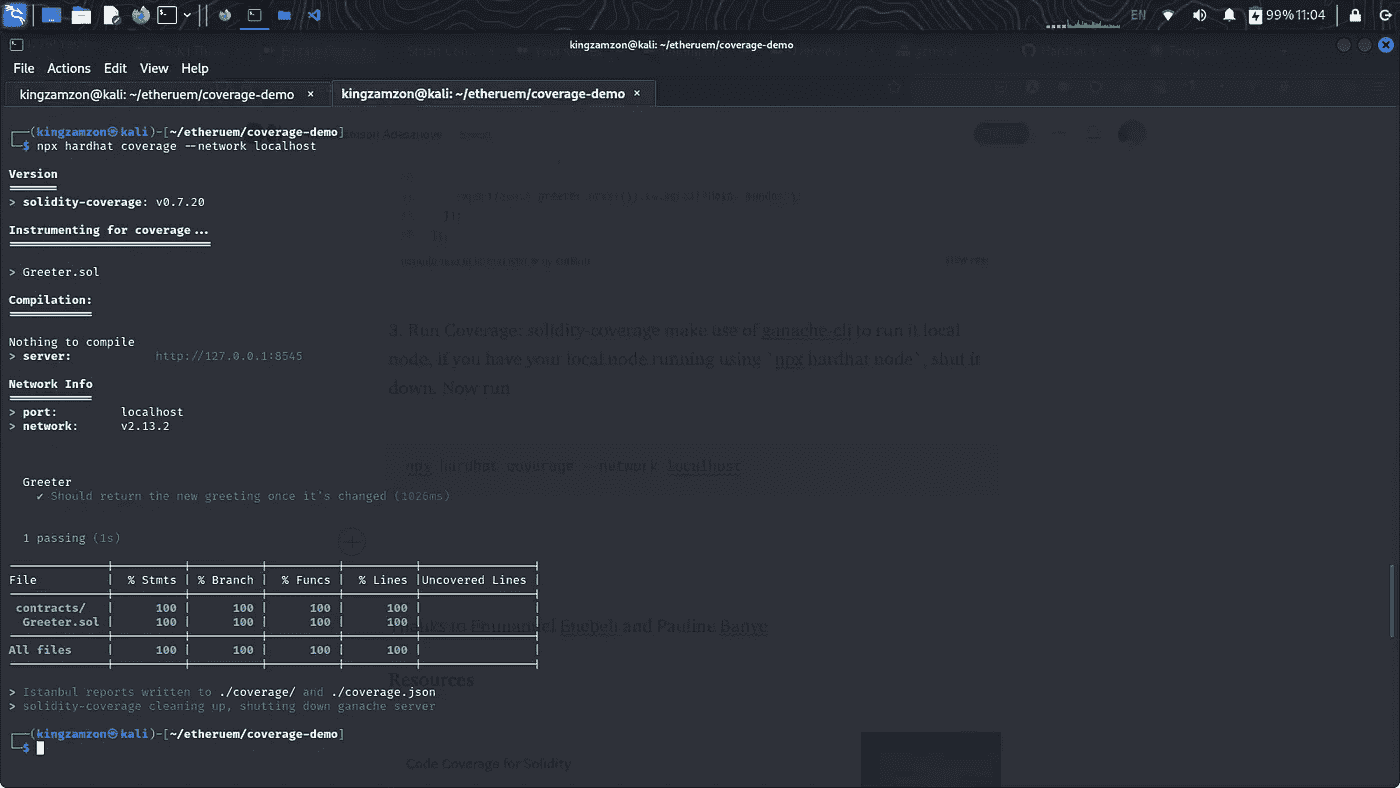 EN 99% 11:04
kingzamzon@kali: ~/etheruem/coverage-demo
File Actions Edit View Help
kingzamzon@kali: ~/etheruem/coverage-demo × kingzamzon@kali: ~/etheruem/coverage-demo ×
(kingzamzon㉿kali)-[~/etheruem/coverage-demo]
$ npx hardhat coverage --network localhost
Version
=======
> solidity-coverage: v0.7.20
Instrumenting for coverage...
=============================
> Greeter.sol
Compilation:
============
Nothing to compile
> server: http://127.0.0.1:8545
Network Info
============
> port: localhost
> network: v2.13.2
3. Run Coverage: solidity-coverage make use of ganache-cli to run it local
node, if you have your local node running using `npx hardhat node`, shut it
down. Now run
npx hardhat coverage --network localhost
Greeter
✓ Should return the new greeting once it's changed (1026ms)
1 passing (1s)
File | % Stmts | % Branch | % Funcs | % Lines |Uncovered Lines |
contracts/ | 100 | 100 | 100 | 100 | |
Greeter.sol | 100 | 100 | 100 | 100 | |
All files | 100 | 100 | 100 | 100 | |
Thanks to Emmanuel and Pauline Banye
Resources
> Istanbul reports written to ./coverage/ and ./coverage.json
> solidity-coverage cleaning up, shutting down ganache server
(kingzamzon㉿kali)-[~/etheruem/coverage-demo]
$
Code Coverage for Solidity